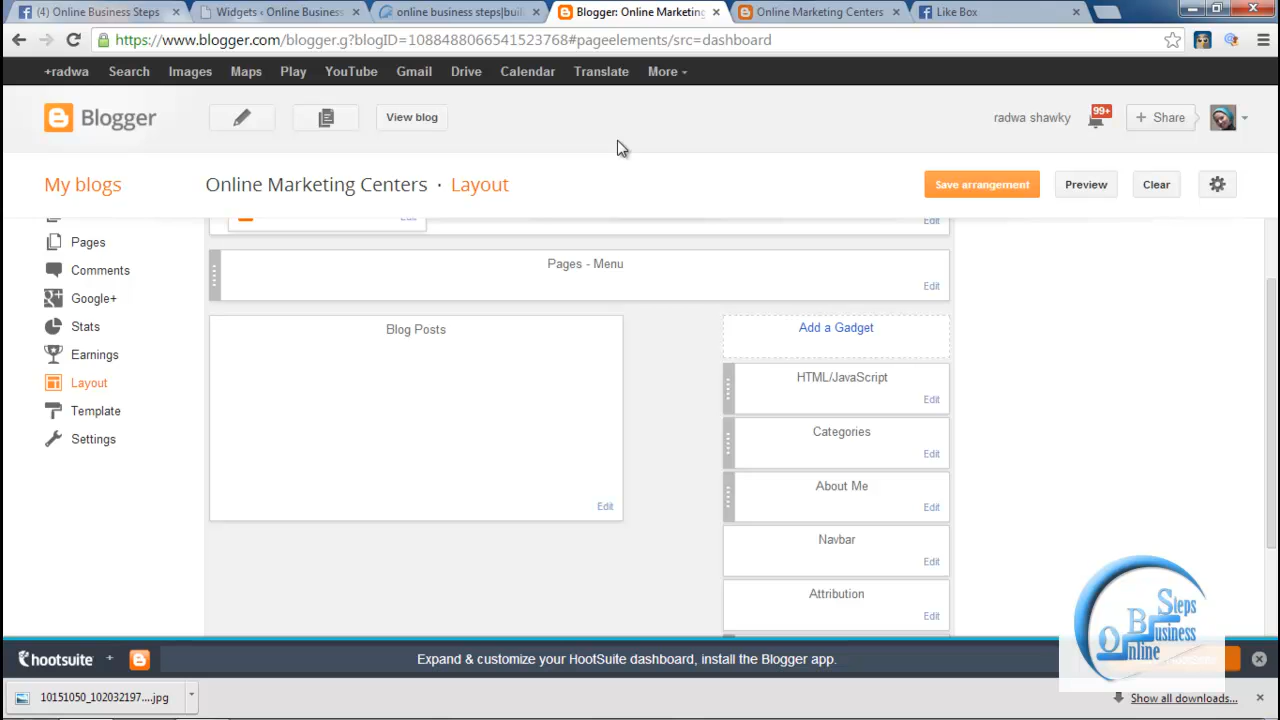 (4) Online Business Steps
Widgets ‹ Online Business
online business steps|buil
Blogger: Online Marketing
Online Marketing Centers
Like Box
https://www.blogger.com/blogger.g?blogID=1088488066541523768#pageelements/src=dashboard
+radwa Search Images Maps Play YouTube Gmail Drive Calendar Translate More
Blogger
View blog
radwa shawky
99+
+ Share
My blogs
Online Marketing Centers · Layout
Save arrangement
Preview
Clear
Edit
Edit
Pages
Comments
Google+
Stats
Earnings
Layout
Template
Settings
Pages - Menu
Edit
Blog Posts
Edit
Add a Gadget
HTML/JavaScript
Edit
Categories
Edit
About Me
Edit
Navbar
Edit
Attribution
Edit
Steps
Business
Online
hootsuite
Expand & customize your HootSuite dashboard, install the Blogger app.
10151050_102032197....jpg
Show all downloads...